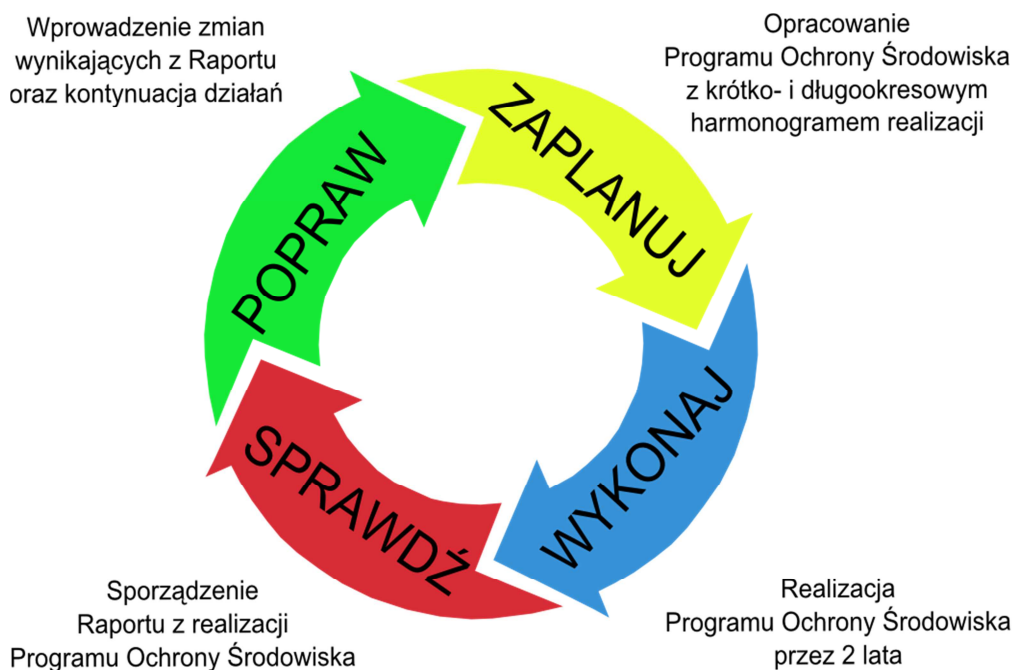 Wprowadzenie zmian
wynikających z Raportu
oraz kontynuacja działań
Opracowanie
Programu Ochrony Środowiska
z krótko- i długookresowym
harmonogramem realizacji
POPRAW
ZAPLANUJ
SPRAWDŹ
WYKONAJ
Sporządzenie
Raportu z realizacji
Programu Ochrony Środowiska
Realizacja
Programu Ochrony Środowiska
przez 2 lata